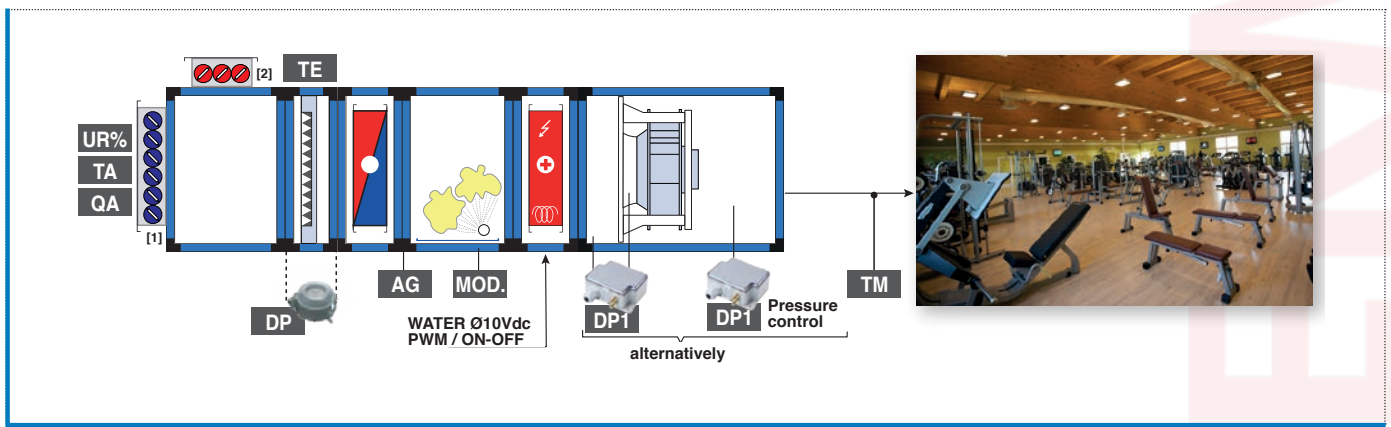 [2]
TE
UR%
TA
QA
[1]
DP
AG
MOD.
WATER Ø10Vdc
PWM / ON-OFF
DP1
DP1
Pressure
control
TM
alternatively